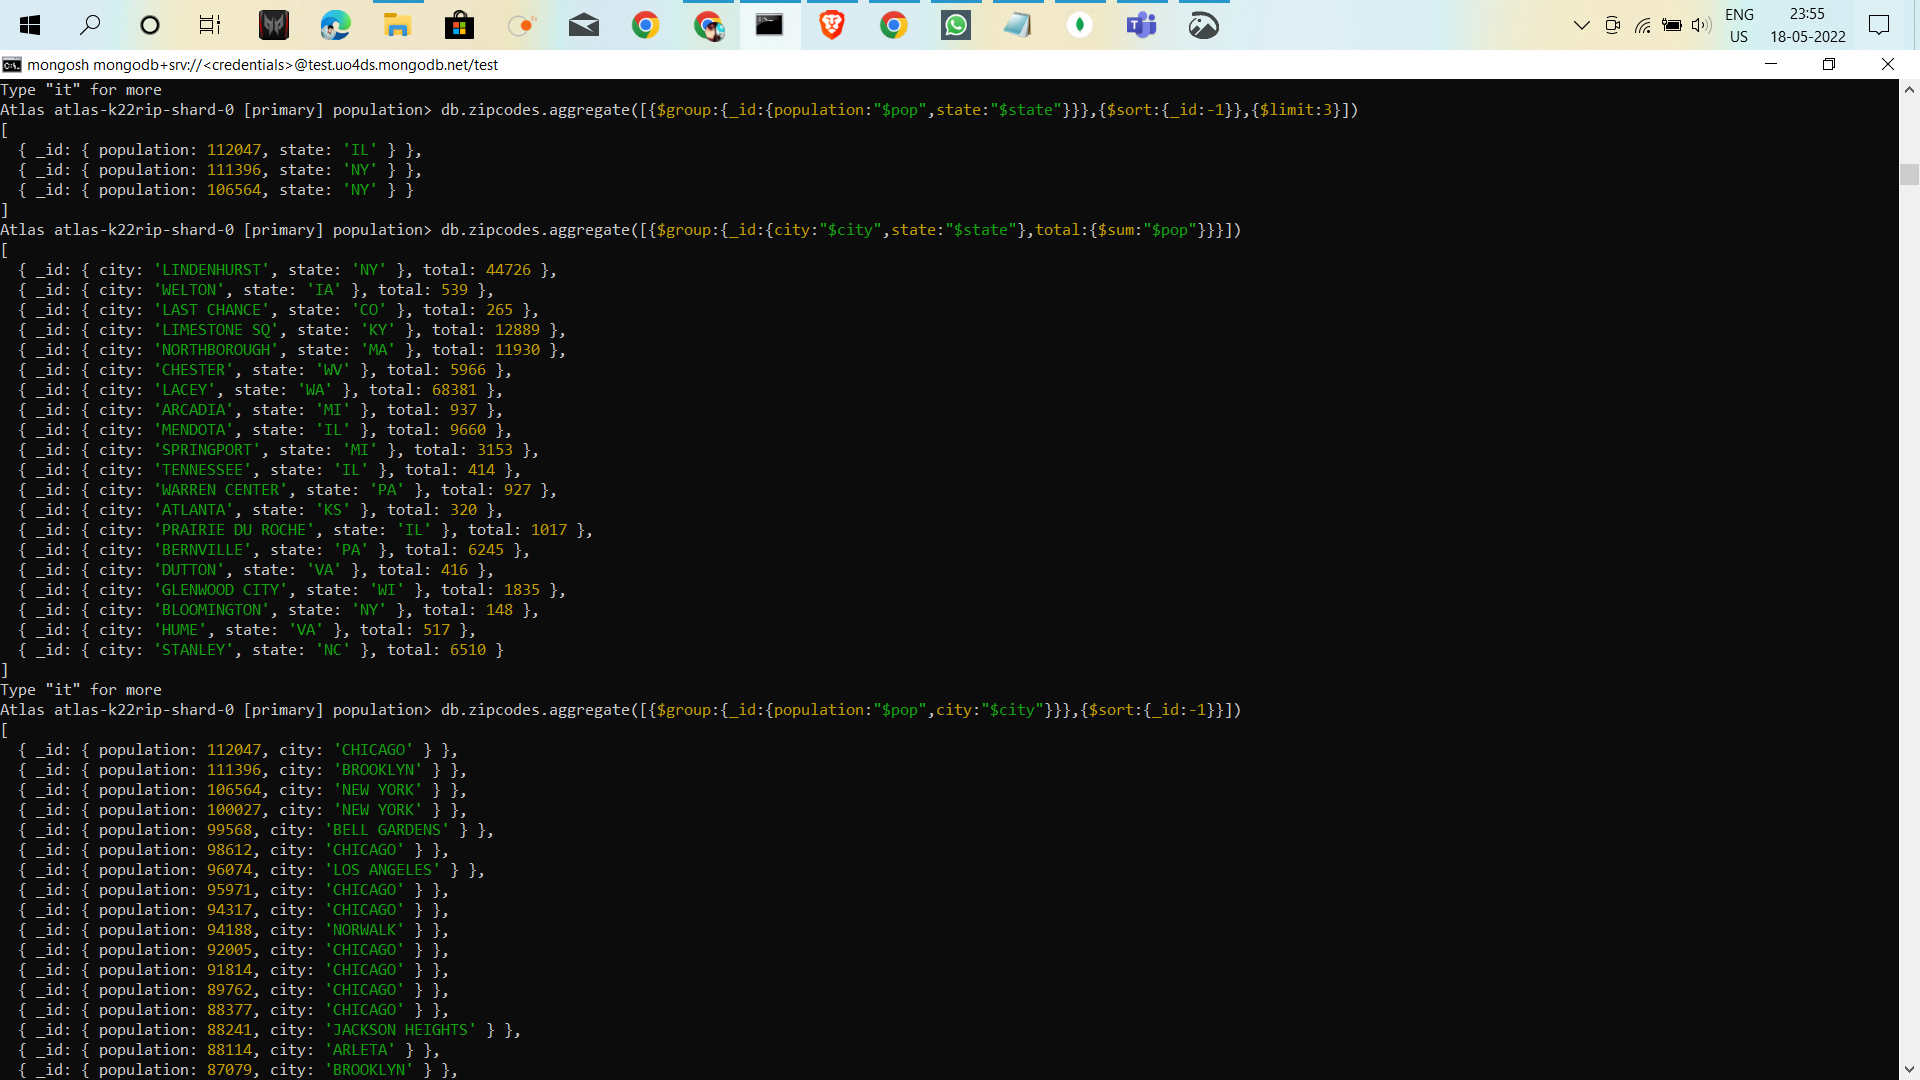 ENG
US
23:55
18-05-2022
mongosh mongodb+srv://<credentials>@test.uo4ds.mongodb.net/test
Type "it" for more
Atlas atlas-k22rip-shard-0 [primary] population> db.zipcodes.aggregate([{$group:{_id:{population:"$pop",state:"$state"}}},{$sort:{_id:-1}},{$limit:3}])
[
  { _id: { population: 112047, state: 'IL' } },
  { _id: { population: 111396, state: 'NY' } },
  { _id: { population: 106564, state: 'NY' } }
]
Atlas atlas-k22rip-shard-0 [primary] population> db.zipcodes.aggregate([{$group:{_id:{city:"$city",state:"$state"},total:{$sum:"$pop"}}}])
[
  { _id: { city: 'LINDENHURST', state: 'NY' }, total: 44726 },
  { _id: { city: 'WELTON', state: 'IA' }, total: 539 },
  { _id: { city: 'LAST CHANCE', state: 'CO' }, total: 265 },
  { _id: { city: 'LIMESTONE SQ', state: 'KY' }, total: 12889 },
  { _id: { city: 'NORTHBOROUGH', state: 'MA' }, total: 11930 },
  { _id: { city: 'CHESTER', state: 'WV' }, total: 5966 },
  { _id: { city: 'LACEY', state: 'WA' }, total: 68381 },
  { _id: { city: 'ARCADIA', state: 'MI' }, total: 937 },
  { _id: { city: 'MENDOTA', state: 'IL' }, total: 9660 },
  { _id: { city: 'SPRINGPORT', state: 'MI' }, total: 3153 },
  { _id: { city: 'TENNESSEE', state: 'IL' }, total: 414 },
  { _id: { city: 'WARREN CENTER', state: 'PA' }, total: 927 },
  { _id: { city: 'ATLANTA', state: 'KS' }, total: 320 },
  { _id: { city: 'PRAIRIE DU ROCHE', state: 'IL' }, total: 1017 },
  { _id: { city: 'BERNVILLE', state: 'PA' }, total: 6245 },
  { _id: { city: 'DUTTON', state: 'VA' }, total: 416 },
  { _id: { city: 'GLENWOOD CITY', state: 'WI' }, total: 1835 },
  { _id: { city: 'BLOOMINGTON', state: 'NY' }, total: 148 },
  { _id: { city: 'HUME', state: 'VA' }, total: 517 },
  { _id: { city: 'STANLEY', state: 'NC' }, total: 6510 }
]
Type "it" for more
Atlas atlas-k22rip-shard-0 [primary] population> db.zipcodes.aggregate([{$group:{_id:{population:"$pop",city:"$city"}}},{$sort:{_id:-1}}])
[
  { _id: { population: 112047, city: 'CHICAGO' } },
  { _id: { population: 111396, city: 'BROOKLYN' } },
  { _id: { population: 106564, city: 'NEW YORK' } },
  { _id: { population: 100027, city: 'NEW YORK' } },
  { _id: { population: 99568, city: 'BELL GARDENS' } },
  { _id: { population: 98612, city: 'CHICAGO' } },
  { _id: { population: 96074, city: 'LOS ANGELES' } },
  { _id: { population: 95971, city: 'CHICAGO' } },
  { _id: { population: 94317, city: 'CHICAGO' } },
  { _id: { population: 94188, city: 'NORWALK' } },
  { _id: { population: 92005, city: 'CHICAGO' } },
  { _id: { population: 91814, city: 'CHICAGO' } },
  { _id: { population: 89762, city: 'CHICAGO' } },
  { _id: { population: 88377, city: 'CHICAGO' } },
  { _id: { population: 88241, city: 'JACKSON HEIGHTS' } },
  { _id: { population: 88114, city: 'ARLETA' } },
  { _id: { population: 87079, city: 'BROOKLYN' } },